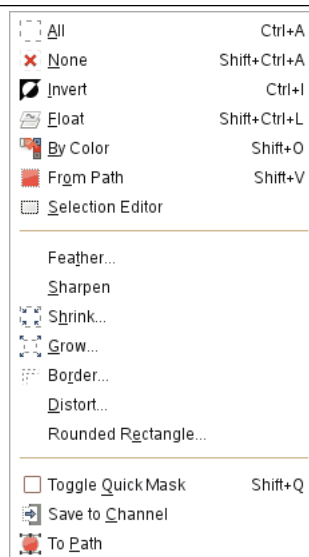 All Ctrl+A
None Shift+Ctrl+A
Invert Ctrl+I
Float Shift+Ctrl+L
By Color Shift+O
From Path Shift+V
Selection Editor
Feather...
Sharpen
Shrink...
Grow...
Border...
Distort...
Rounded Rectangle...
Toggle Quick Mask Shift+Q
Save to Channel
To Path